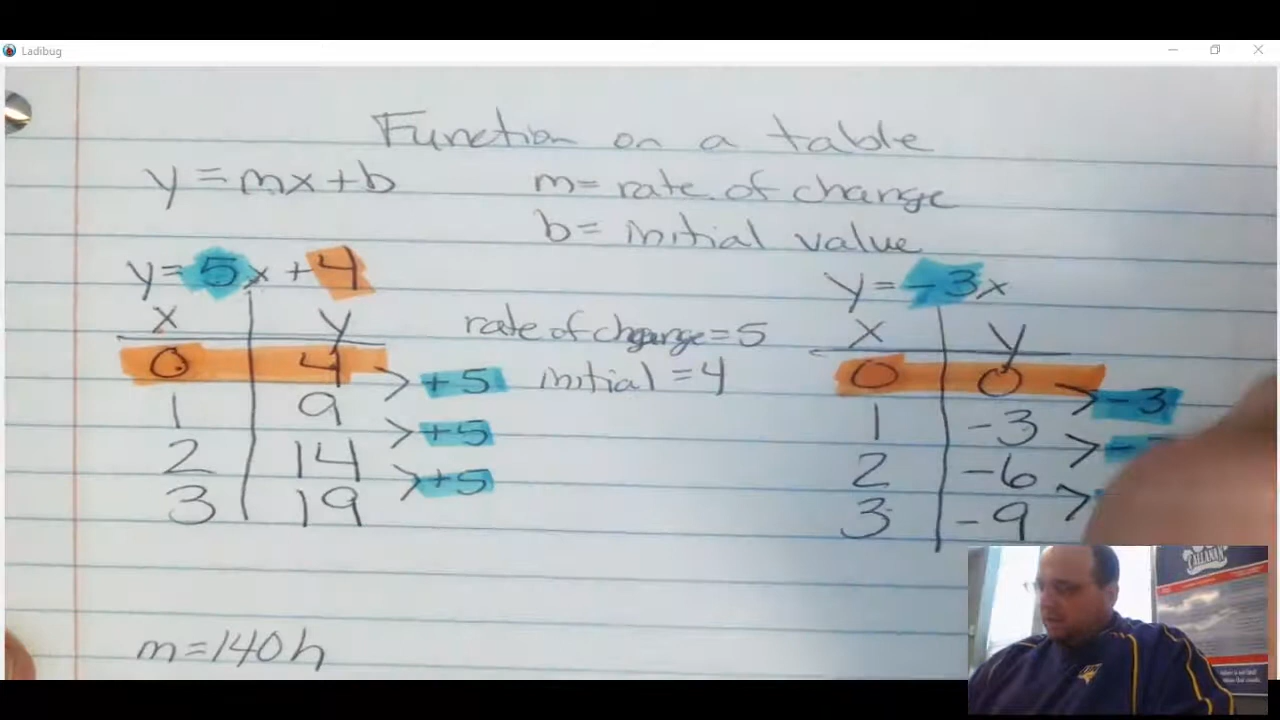 Ladibug
Function on a table
y = mx + b
m = rate of change
b = initial value
y = 5x + 4
x y
0 4
1 9
2 14
3 19
+5
+5
+5
rate of change = 5
initial = 4
y = -3x
x y
0 0
1 -3
2 -6
3 -9
-3
m = 140h
CALLANAN